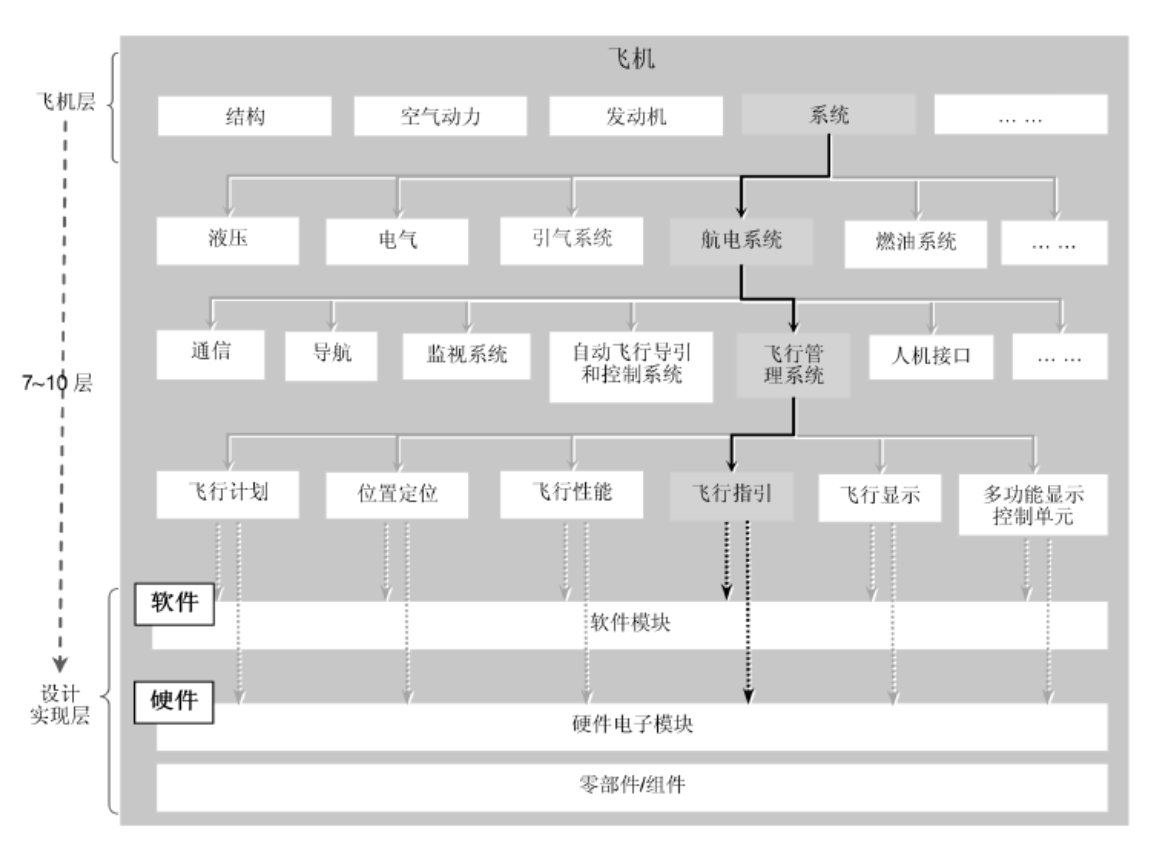 飞机
飞机层
结构
空气动力
发动机
系统
... ...
液压
电气
引气系统
航电系统
燃油系统
... ...
通信
导航
监视系统
自动飞行导引
和控制系统
飞行管
理系统
人机接口
... ...
7~10 层
飞行计划
位置定位
飞行性能
飞行指引
飞行显示
多功能显示
控制单元
软件
软件模块
设计
实现层
硬件
硬件电子模块
零部件/组件